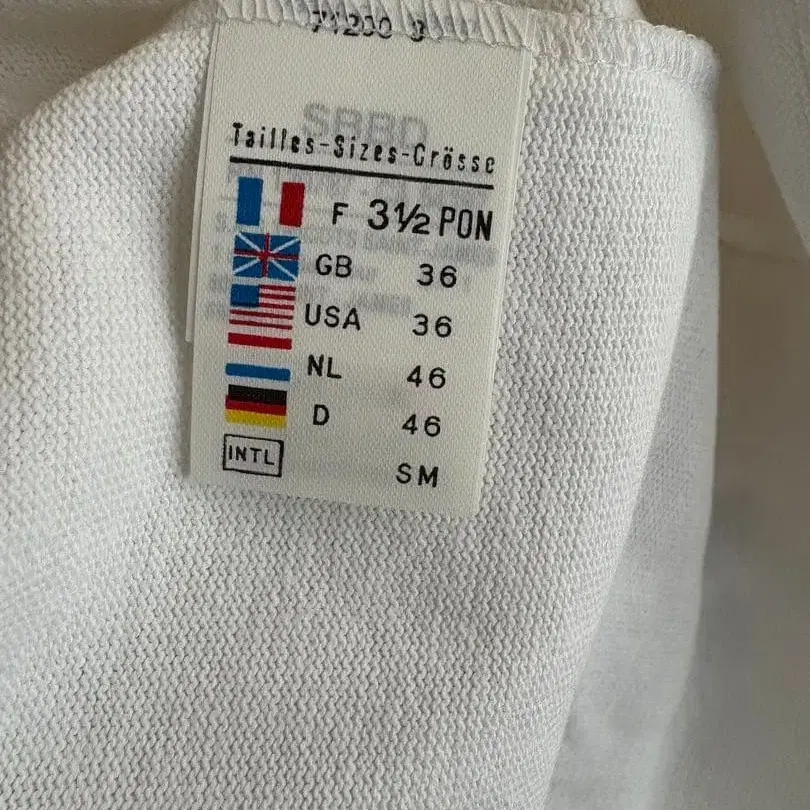 Tailles-Sizes-Grösse
F 3½ PON
GB 36
USA 36
NL 46
D 46
INTL SM